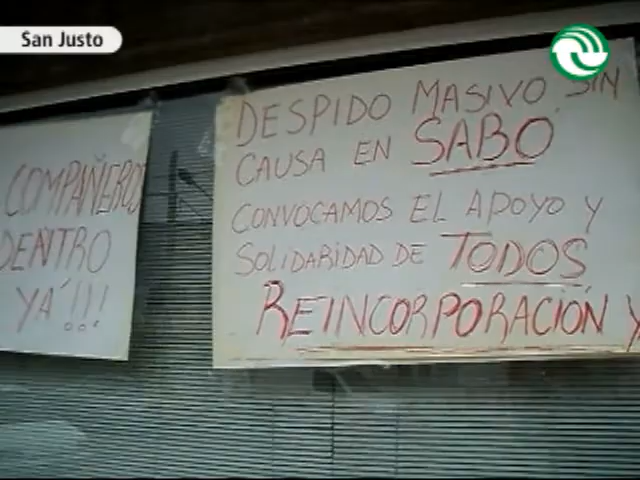 San Justo
COMPAÑEROS
DENTRO
YA!!!
DESPIDO MASIVO SIN
CAUSA EN SABO
CONVOCAMOS EL APOYO Y
SOLIDARIDAD DE TODOS
REINCORPORACIÓN Y